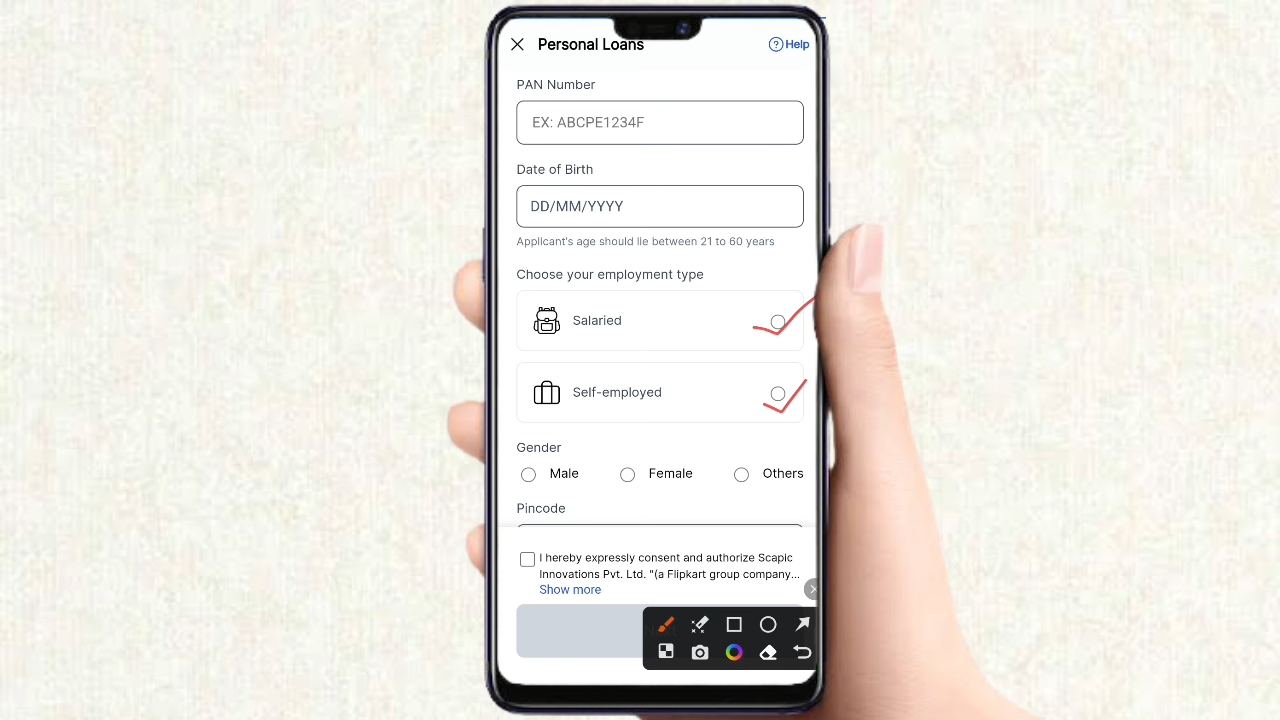 Personal Loans
Help
PAN Number
EX: ABCPE1234F
Date of Birth
DD/MM/YYYY
Applicant's age should lie between 21 to 60 years
Choose your employment type
Salaried
Self-employed
Gender
Male Female Others
Pincode
I hereby expressly consent and authorize Scapic
Innovations Pvt. Ltd. "(a Flipkart group company...
Show more